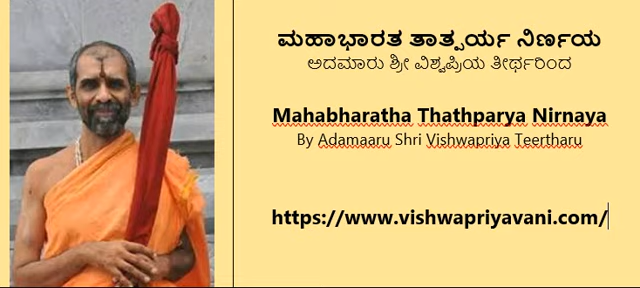 ಮಹಾಭಾರತ ತಾತ್ಪರ್ಯ ನಿರ್ಣಯ
ಅದಮಾರು ಶ್ರೀ ವಿಶ್ವಪ್ರಿಯ ತೀರ್ಥರಿಂದ
Mahabharatha Thathparya Nirnaya
By Adamaaru Shri Vishwapriya Teertharu
https://www.vishwapriyavani.com/